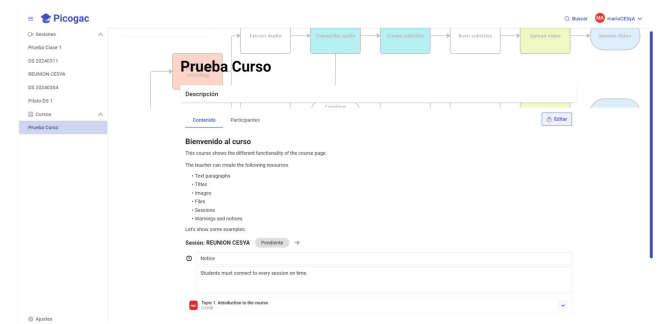 Picogac
Buscar
MA
marioCESyA
Sesiones
Prueba Clase 1
DS 20240311
REUNION CESYA
DS 20240304
Piloto DS 1
Cursos
Prueba Curso
Ajustes
Extract Audio
Transcribe audio
Create subtitles
Burn subtitles
Upload video
Session Video
Prueba Curso
Descripción
Contenido
Participantes
Editar
Bienvenido al curso
This course shows the different functionality of the course page.
The teacher can create the following resources
• Text paragraphs
• Titles
• Images
• Files
• Sessions
• Warnings and notices
Let's show some examples.
Sesión: REUNION CESYA
Pendiente
Notice
Students must connect to every session on time.
Topic 1. Introduction to the course